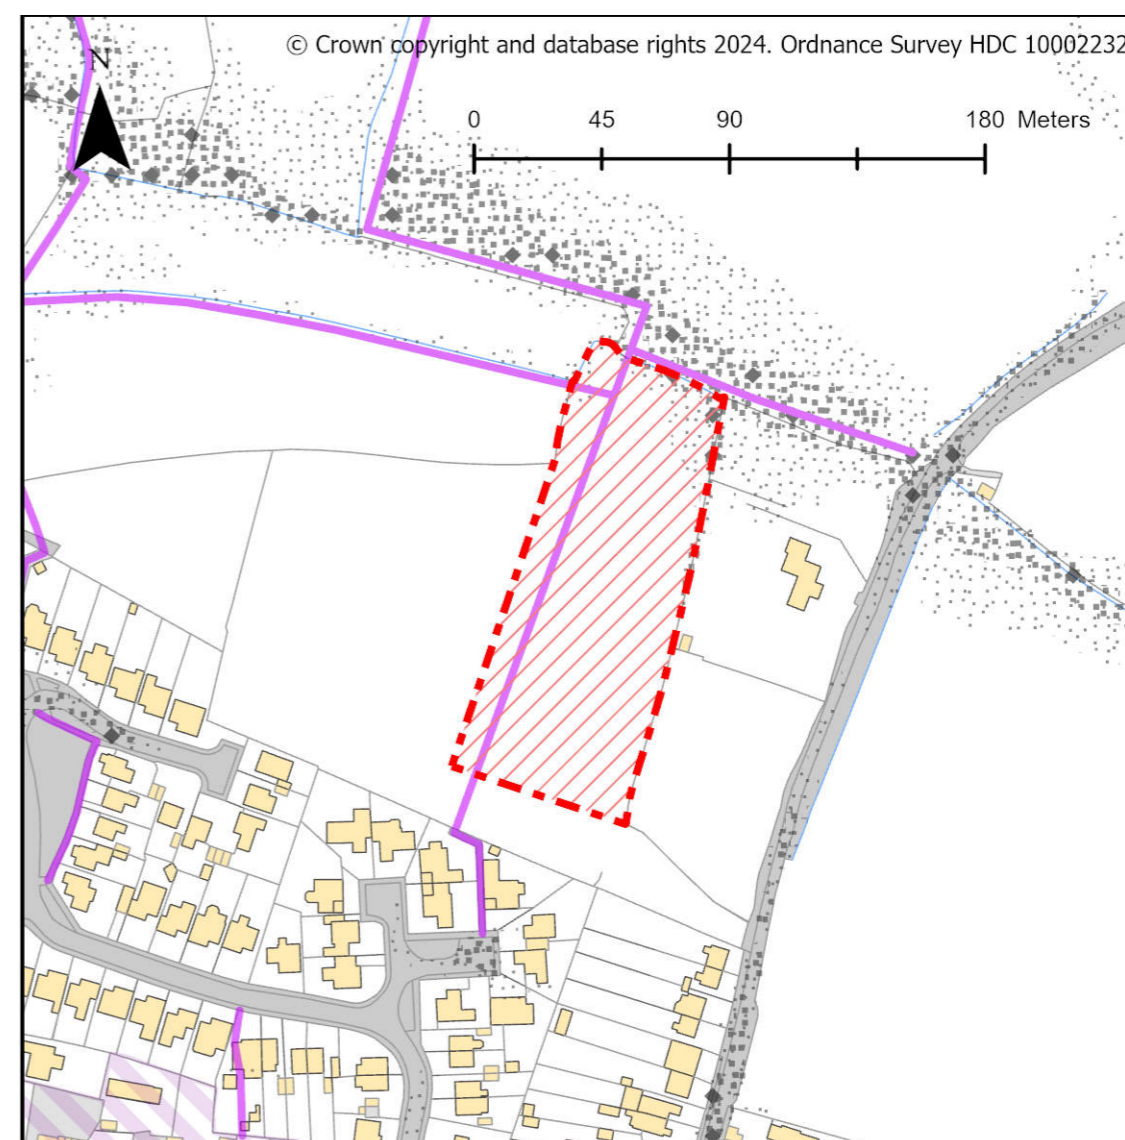 © Crown copyright and database rights 2024. Ordnance Survey HDC 10002232
N
0 45 90 180 Meters